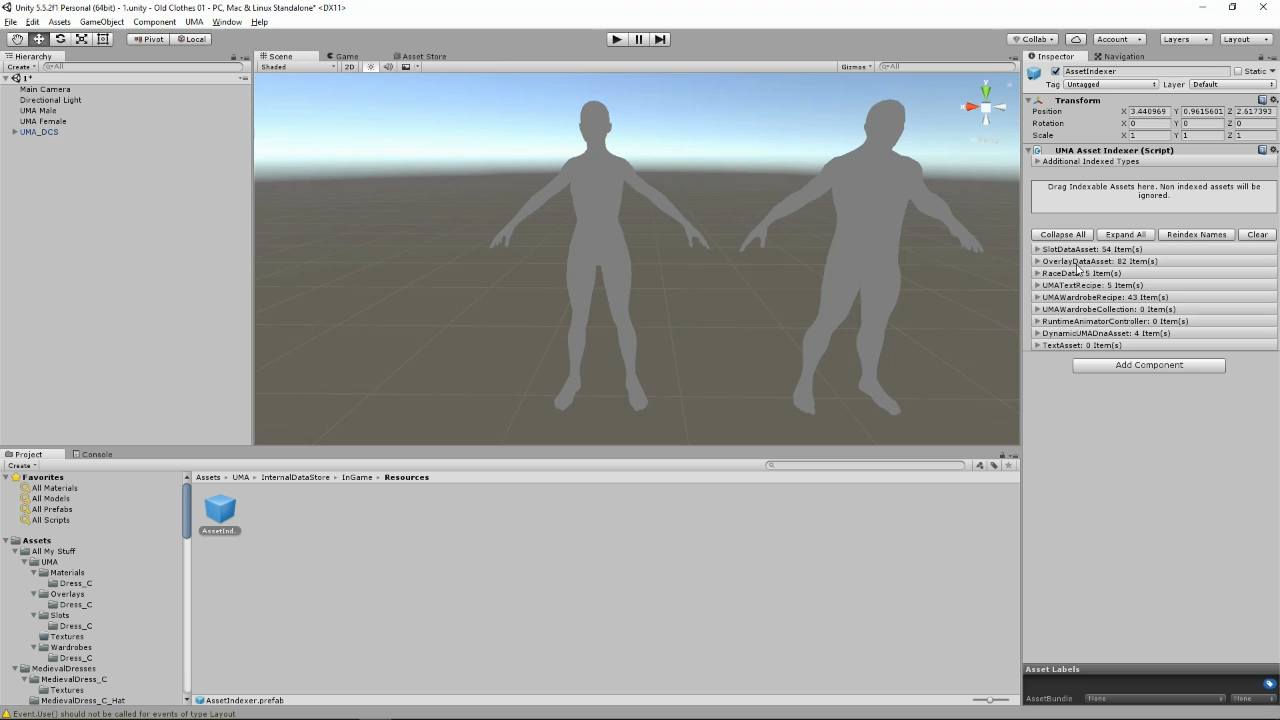 Unity 5.5.2f1 Personal (64bit) - 1.unity - Old Clothes 01 - PC, Mac & Linux Standalone* <DX11>
File Edit Assets GameObject Component UMA Window Help
Pivot Local
Collab Account Layers Layout
Hierarchy
Create All
1*
Main Camera
Directional Light
UMA Male
UMA Female
UMA_DCS
Scene Game Asset Store
Shaded 2D Gizmos All
y
x
Inspector Navigation
AssetIndexer Static
Tag Untagged Layer Default
Transform
Position X 3.440969 Y 0.9615601 Z 2.617393
Rotation X 0 Y 0 Z 0
Scale X 1 Y 1 Z 1
UMA Asset Indexer (Script)
Additional Indexed Types
Drag Indexable Assets here. Non indexed assets will be
ignored.
Collapse All Expand All Reindex Names Clear
SlotDataAsset: 54 Item(s)
OverlayDataAsset: 82 Item(s)
RaceData: 5 Item(s)
UMATextRecipe: 5 Item(s)
UMAWardrobeRecipe: 43 Item(s)
UMAWardrobeCollection: 0 Item(s)
RuntimeAnimatorController: 0 Item(s)
DynamicUMADnaAsset: 4 Item(s)
TextAsset: 0 Item(s)
Add Component
Project Console
Create
Favorites
All Materials
All Models
All Prefabs
All Scripts
Assets
All My Stuff
UMA
Materials
Dress_C
Overlays
Dress_C
Slots
Dress_C
Textures
Wardrobes
Dress_C
MedievalDresses
MedievalDress_C
Textures
MedievalDress_C_Hat
Assets UMA InternalDataStore InGame Resources
AssetInd...
AssetIndexer.prefab
Asset Labels
AssetBundle None None
Event.Use() should not be called for events of type Layout